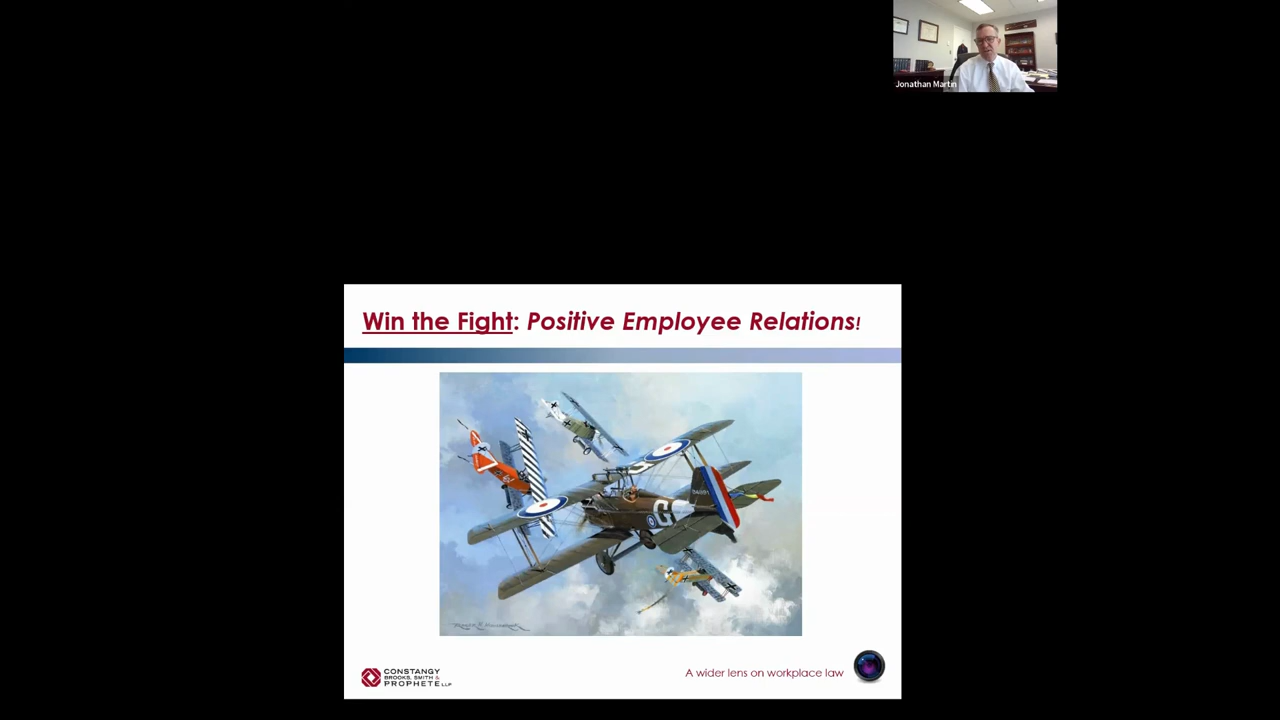 Jonathan Martin
Win the Fight: Positive Employee Relations!
G
CONSTANGY
BROOKS, SMITH &
PROPHETE LLP
A wider lens on workplace law